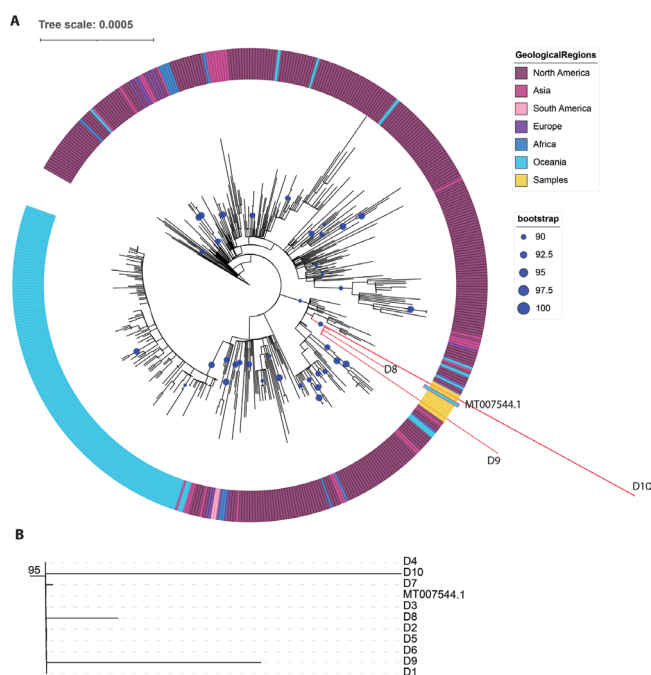 A
Tree scale: 0.0005
GeologicalRegions
North America
Asia
South America
Europe
Africa
Oceania
Samples
bootstrap
90
92.5
95
97.5
100
D8
MT007544.1
D9
D10
B
95
D4
D10
D7
MT007544.1
D3
D8
D2
D5
D6
D9
D1